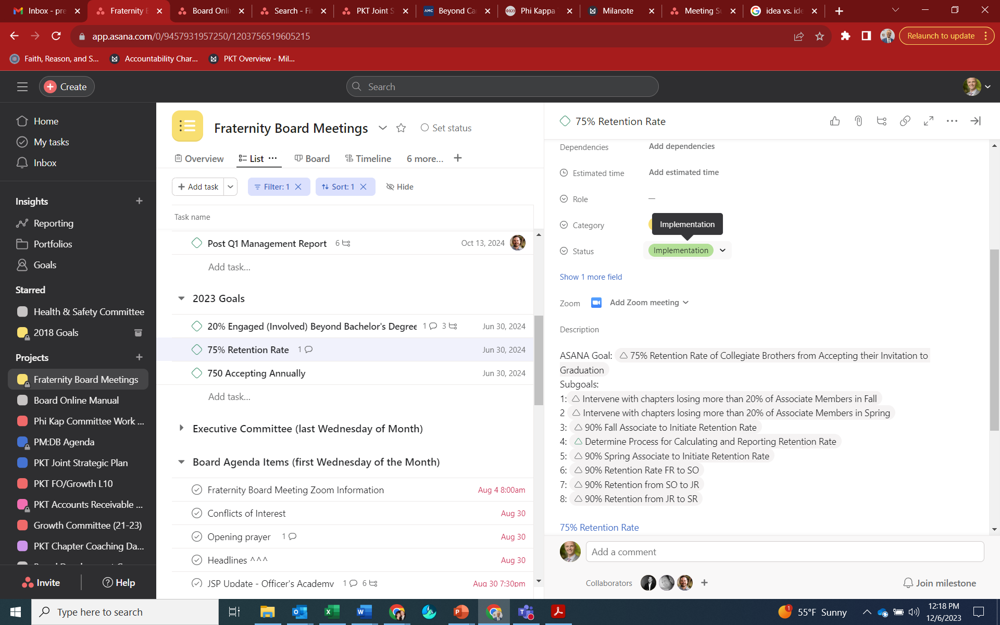 Inbox - pre
Fraternity B
Board Onli
Search - Fi
PKT Joint S
AMC
Beyond Ca
ΦΚΘ
Phi Kappa T
Milanote
Meeting Su
idea vs. ide
app.asana.com/0/9457931957250/1203756519605215
Relaunch to update
Faith, Reason, and S...
Accountability Char...
PKT Overview - Mil...
Create
Search
Home
My tasks
Inbox
Insights
Reporting
Portfolios
Goals
Starred
Health & Safety Committee
2018 Goals
Projects
Fraternity Board Meetings
Board Online Manual
Phi Kap Committee Work ...
PM:DB Agenda
PKT Joint Strategic Plan
PKT FO/Growth L10
PKT Accounts Receivable ...
Growth Committee (21-23)
PKT Chapter Coaching Da...
Invite
Help
Fraternity Board Meetings
Set status
Overview
List
Board
Timeline
6 more...
Add task
Filter: 1
Sort: 1
Hide
Task name
Post Q1 Management Report 6 Oct 13, 2024
Add task...
2023 Goals
20% Engaged (Involved) Beyond Bachelor's Degree 1 3 Jun 30, 2024
75% Retention Rate 1 Jun 30, 2024
750 Accepting Annually Jun 30, 2024
Add task...
Executive Committee (last Wednesday of Month)
Board Agenda Items (first Wednesday of the Month)
Fraternity Board Meeting Zoom Information Aug 4 8:00am
Conflicts of Interest Aug 30
Opening prayer 1 Aug 30
Headlines ^^^ Aug 30
JSP Update - Officer's Academy 1 6 Aug 30 7:30pm
75% Retention Rate
Dependencies Add dependencies
Estimated time Add estimated time
Role —
Category
Implementation
Status Implementation
Show 1 more field
Zoom Add Zoom meeting
Description
ASANA Goal: 75% Retention Rate of Collegiate Brothers from Accepting their Invitation to
Graduation
Subgoals:
1: Intervene with chapters losing more than 20% of Associate Members in Fall
2 Intervene with chapters losing more than 20% of Associate Members in Spring
3: 90% Fall Associate to Initiate Retention Rate
4: Determine Process for Calculating and Reporting Retention Rate
5: 90% Spring Associate to Initiate Retention Rate
6: 90% Retention Rate FR to SO
7: 90% Retention from SO to JR
8: 90% Retention from JR to SR
75% Retention Rate
Add a comment
Collaborators
Join milestone
Type here to search
1
55°F Sunny
12:18 PM
12/6/2023